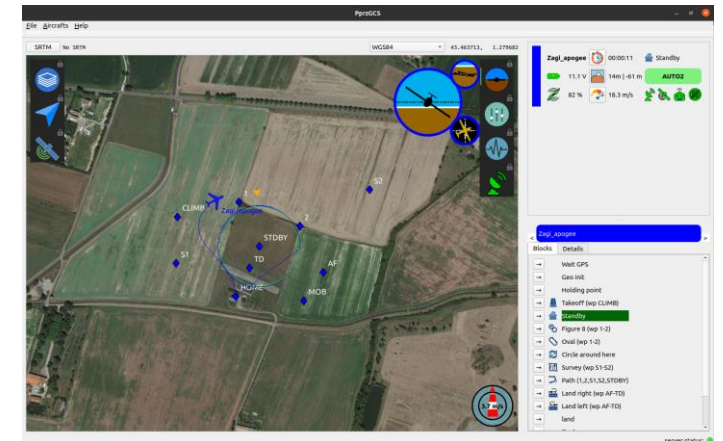 PprzGCS
File Aircrafts Help
SRTM No SRTM WGS84 43.463713, 1.279682
Zagi_apogee 00:00:11 Standby
11.1 V 14m|-61 m AUTO2
82 % 18.3 m/s
S2
CLIMB 1
Zagi_apogee
2
STDBY
S1 TD AF
HOME MOB
3.7 m/s
Zagi_apogee
Blocks Details
Wait GPS
Geo init
Holding point
Takeoff (wp CLIMB)
Standby
Figure 8 (wp 1-2)
Oval (wp 1-2)
Circle around here
Survey (wp S1-S2)
Path (1,2,S1,S2,STDBY)
Land right (wp AF-TD)
Land left (wp AF-TD)
land
server status: